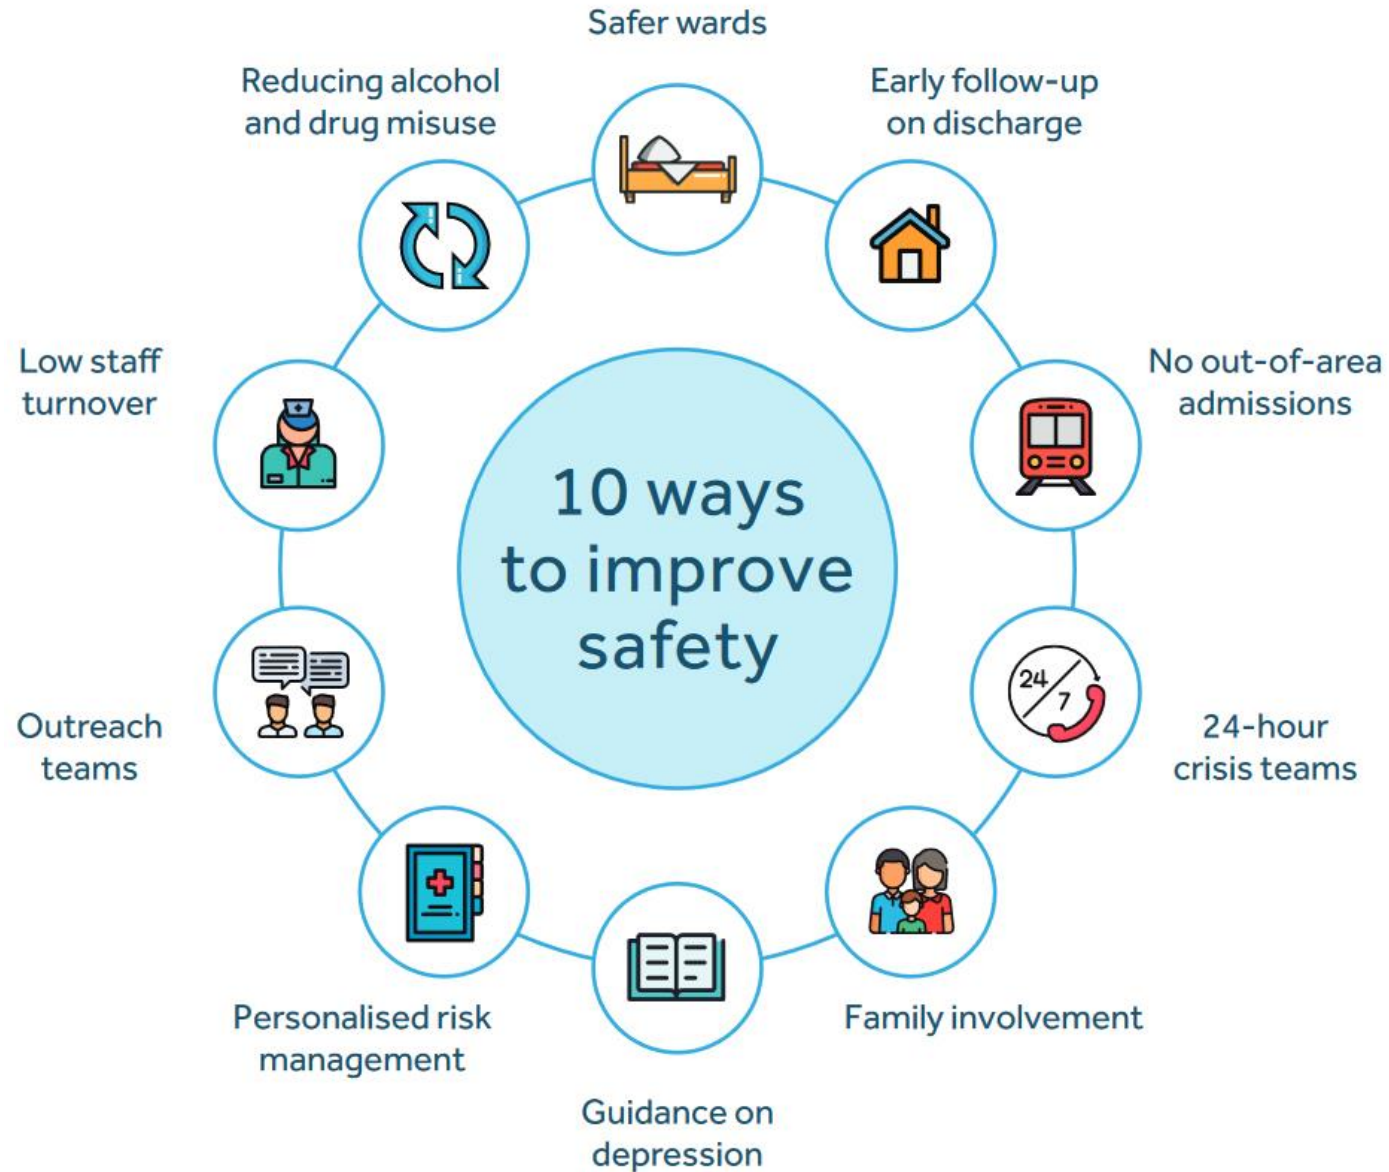 Safer wards
Early follow-up
on discharge
No out-of-area
admissions
24-hour
crisis teams
Family involvement
Guidance on
depression
Personalised risk
management
Outreach
teams
Low staff
turnover
Reducing alcohol
and drug misuse
10 ways
to improve
safety
24
7